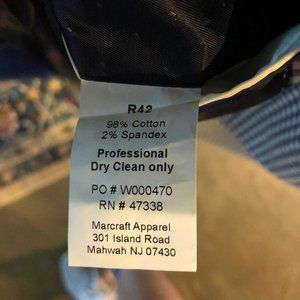 R42
98% Cotton
2% Spandex
Professional
Dry Clean only
PO # W000470
RN # 47338
Marcraft Apparel
301 Island Road
Mahwah NJ 07430